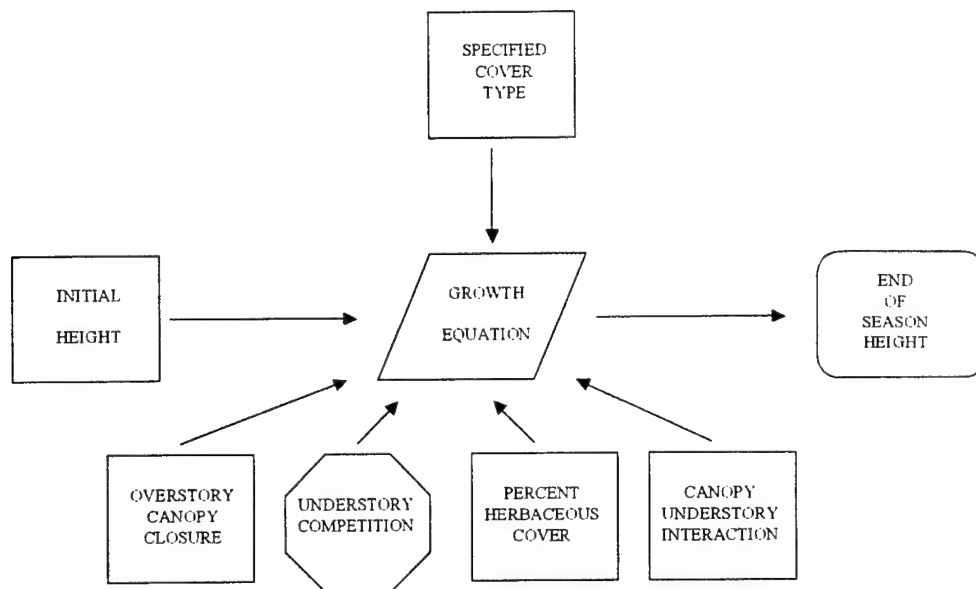 SPECIFIED
COVER
TYPE
INITIAL
HEIGHT
GROWTH
EQUATION
END
OF
SEASON
HEIGHT
OVERSTORY
CANOPY
CLOSURE
UNDERSTORY
COMPETITION
PERCENT
HERBACEOUS
COVER
CANOPY
UNDERSTORY
INTERACTION